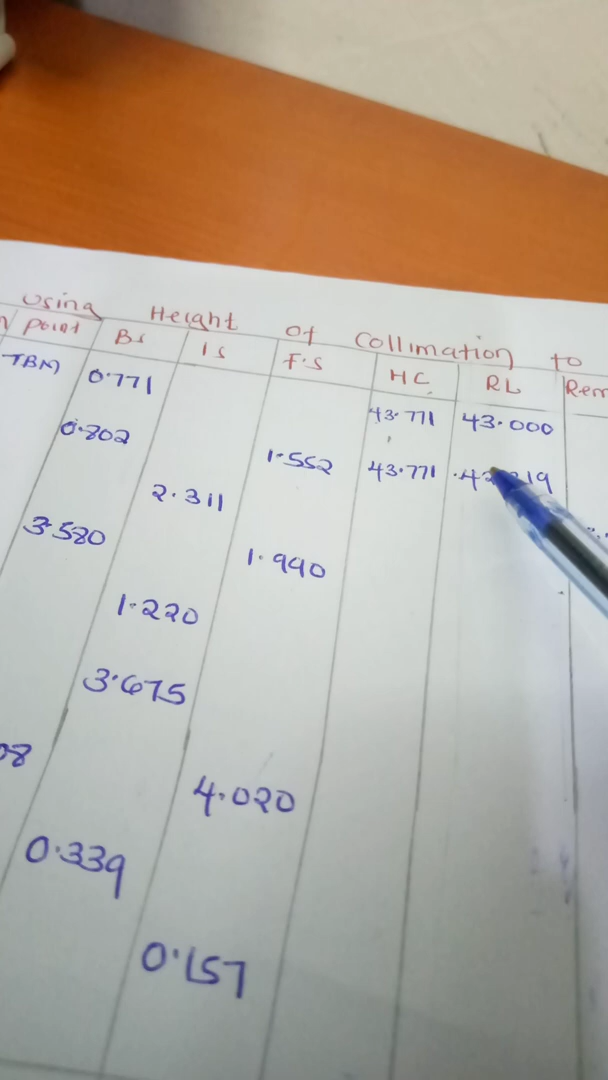 using Height of Collimation to
point Bs Is F.S HC RL Rem
TBM 0.771 43.771 43.000
0.802 1.552 43.771
2.311
3.580 1.990
1.220
3.675
08 4.020
0.339
0.157